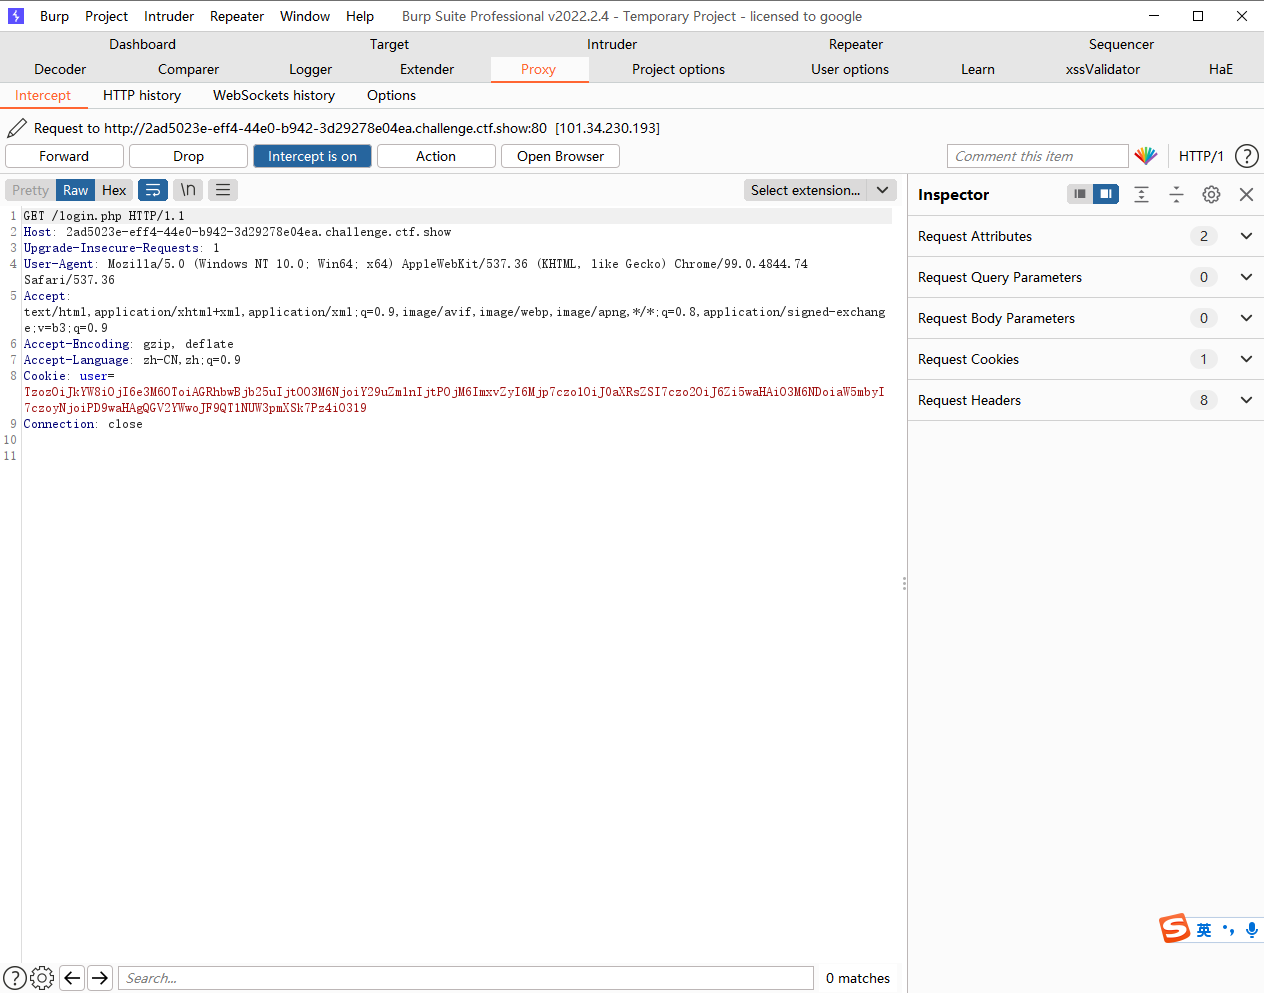 Burp Project Intruder Repeater Window Help Burp Suite Professional v2022.2.4 - Temporary Project - licensed to google
Dashboard Target Intruder Repeater Sequencer
Decoder Comparer Logger Extender Proxy Project options User options Learn xssValidator HaE
Intercept HTTP history WebSockets history Options
Request to http://2ad5023e-eff4-44e0-b942-3d29278e04ea.challenge.ctf.show:80 [101.34.230.193]
Forward Drop Intercept is on Action Open Browser Comment this item HTTP/1 ?
Pretty Raw Hex \n Select extension...
Inspector
1 GET /login.php HTTP/1.1
2 Host: 2ad5023e-eff4-44e0-b942-3d29278e04ea.challenge.ctf.show
3 Upgrade-Insecure-Requests: 1
4 User-Agent: Mozilla/5.0 (Windows NT 10.0; Win64; x64) AppleWebKit/537.36 (KHTML, like Gecko) Chrome/99.0.4844.74
Safari/537.36
5 Accept:
text/html,application/xhtml+xml,application/xml;q=0.9,image/avif,image/webp,image/apng,*/*;q=0.8,application/signed-exchang
e;v=b3;q=0.9
6 Accept-Encoding: gzip, deflate
7 Accept-Language: zh-CN,zh;q=0.9
8 Cookie: user=
9 Connection: close
10
11
Request Attributes 2
Request Query Parameters 0
Request Body Parameters 0
Request Cookies 1
Request Headers 8
S 英
? Search... 0 matches